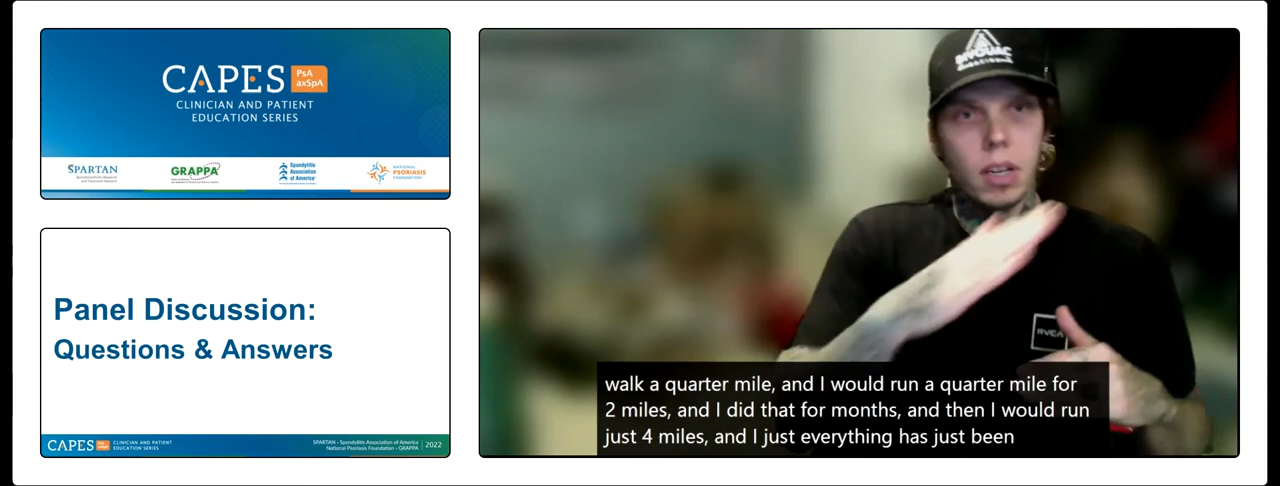 CAPES PsA
axSpA
CLINICIAN AND PATIENT
EDUCATION SERIES
SPARTAN
GRAPPA
Spondylitis
Association
of America
NATIONAL
PSORIASIS
FOUNDATION
Panel Discussion:
Questions & Answers
CAPES PsA
axSpA
CLINICIAN AND PATIENT
EDUCATION SERIES
SPARTAN - Spondylitis Association of America
National Psoriasis Foundation - GRAPPA
2022
RVCA
walk a quarter mile, and I would run a quarter mile for
2 miles, and I did that for months, and then I would run
just 4 miles, and I just everything has just been